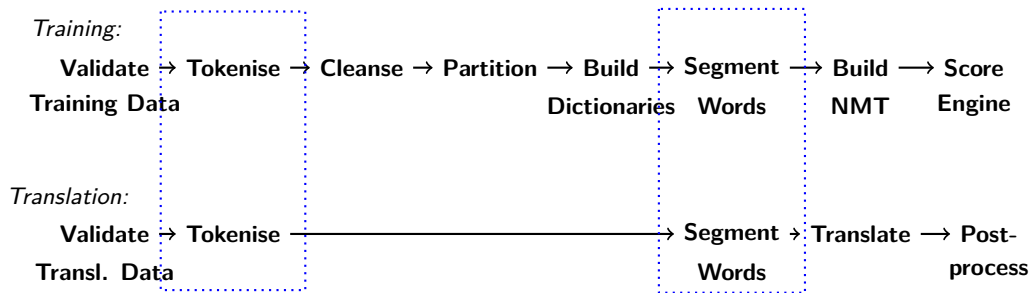 Training:
Validate → Tokenise → Cleanse → Partition → Build → Segment → Build → Score
Training Data Dictionaries Words NMT Engine
Translation:
Validate → Tokenise → Segment → Translate → Post-
Transl. Data Words process